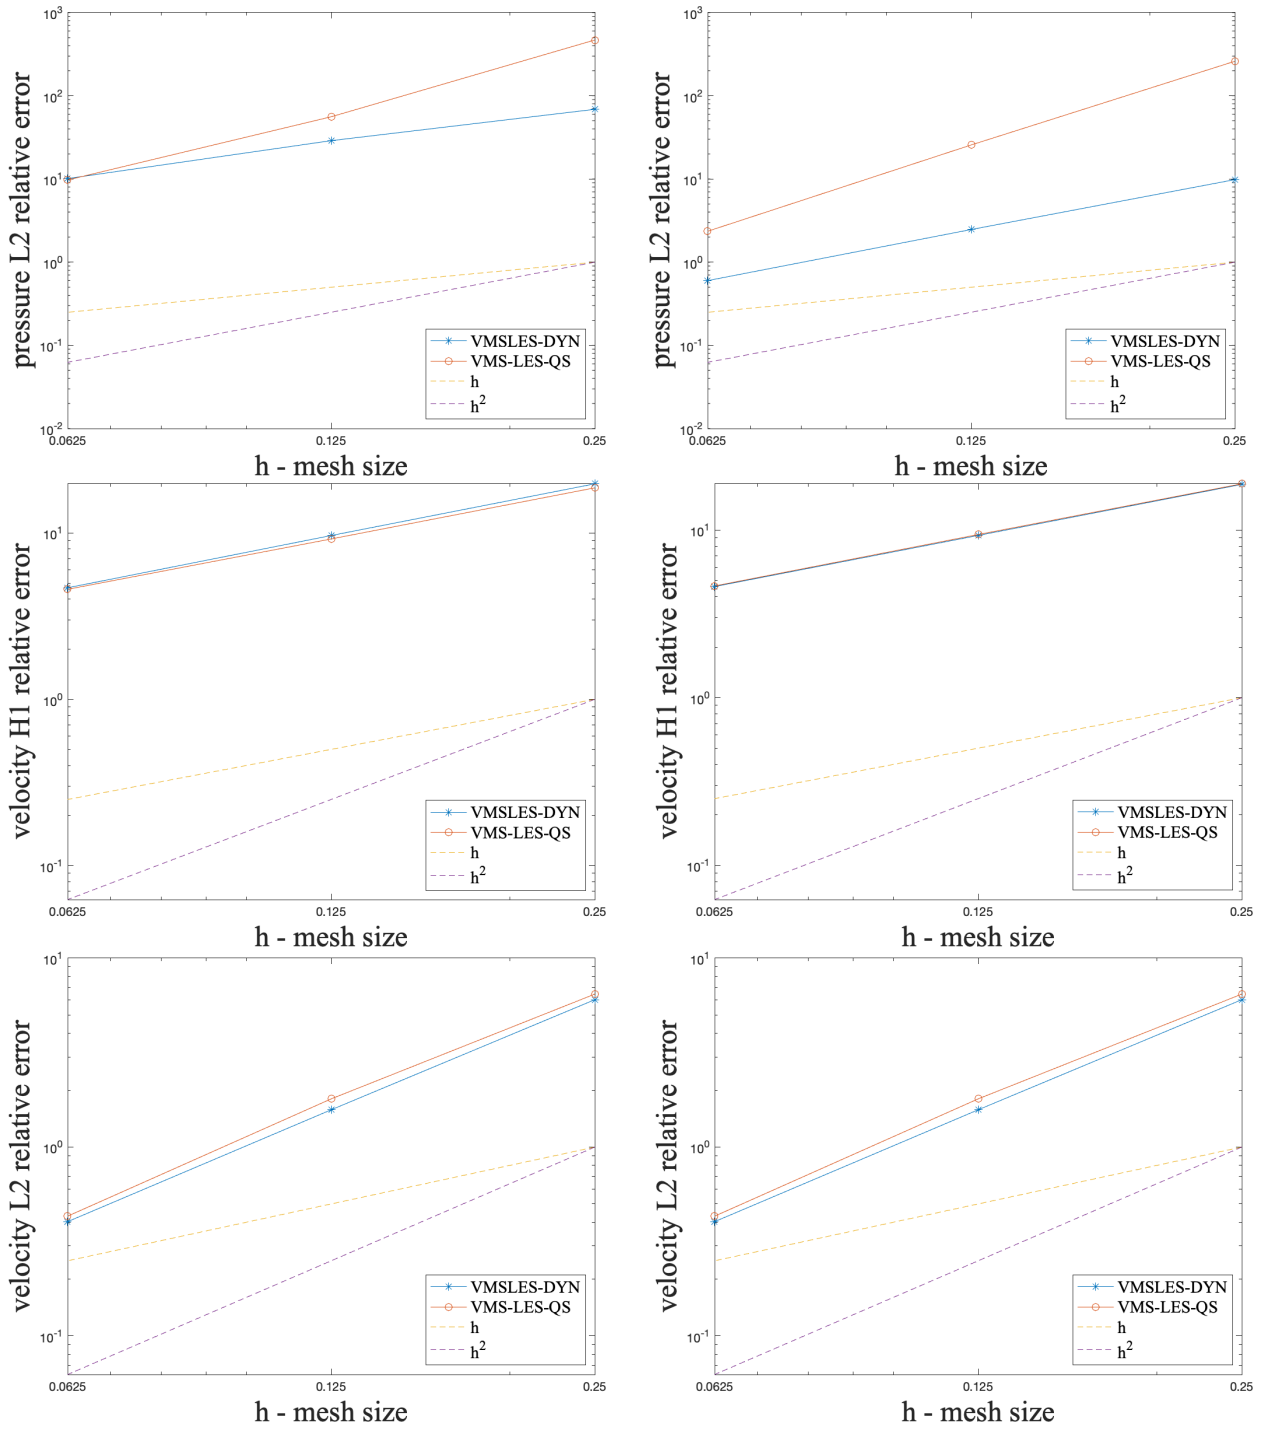 pressure L2 relative error
10^3
10^2
10^1
10^0
10^-1
10^-2
VMSLES-DYN
VMS-LES-QS
h
h^2
0.0625
0.125
0.25
h - mesh size
pressure L2 relative error
10^3
10^2
10^1
10^0
10^-1
10^-2
VMSLES-DYN
VMS-LES-QS
h
h^2
0.0625
0.125
0.25
h - mesh size
velocity H1 relative error
10^1
10^0
10^-1
VMSLES-DYN
VMS-LES-QS
h
h^2
0.0625
0.125
0.25
h - mesh size
velocity H1 relative error
10^1
10^0
10^-1
VMSLES-DYN
VMS-LES-QS
h
h^2
0.0625
0.125
0.25
h - mesh size
velocity L2 relative error
10^1
10^0
10^-1
VMSLES-DYN
VMS-LES-QS
h
h^2
0.0625
0.125
0.25
h - mesh size
velocity L2 relative error
10^1
10^0
10^-1
VMSLES-DYN
VMS-LES-QS
h
h^2
0.0625
0.125
0.25
h - mesh size